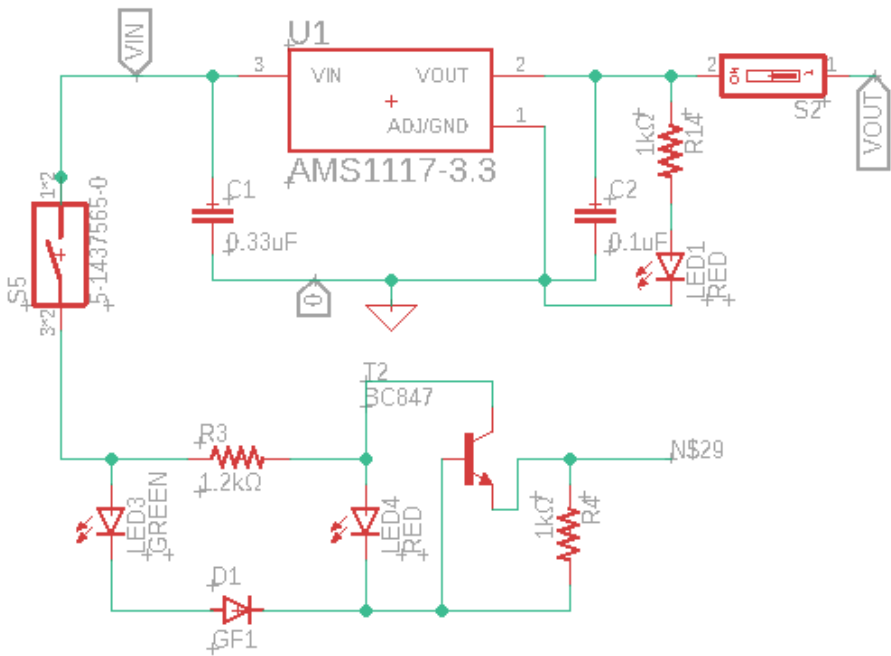 VIN
U1
3
VIN
VOUT
2
ADJ/GND
1
AMS1117-3.3
2
ON
1
1
S2
VOUT
1kΩ
R14
C1
0.33uF
C2
0.1uF
LED1
RED
0
1*2
5-1437565-0
S5
3*2
T2
BC847
R3
1.2kΩ
N$29
LED3
GREEN
LED4
RED
1kΩ
R4
D1
GF1